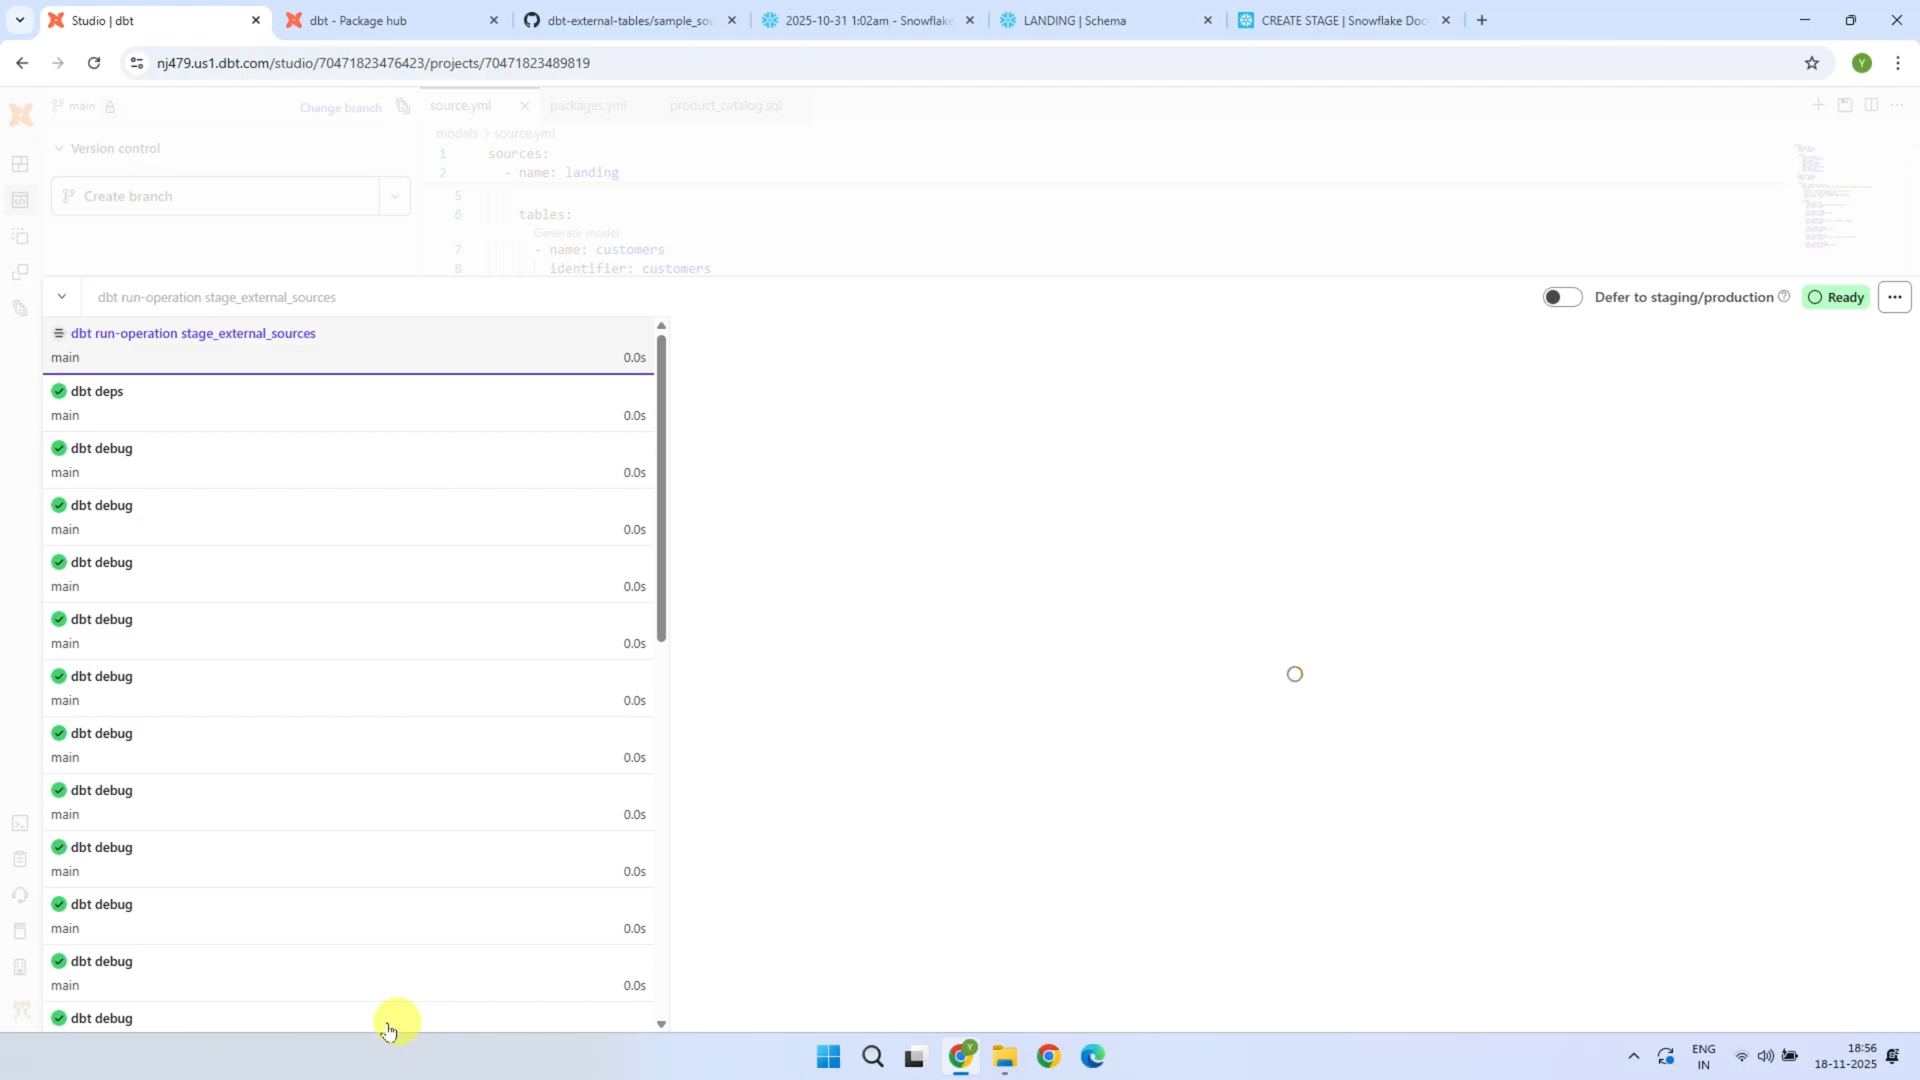 Studio | dbt
dbt - Package hub
dbt-external-tables/sample_sou
2025-10-31 1:02am - Snowflake
LANDING | Schema
CREATE STAGE | Snowflake Doc
nj479.us1.dbt.com/studio/70471823476423/projects/70471823489819
Y
main
Change branch
source.yml
packages.yml
product_catalog.sql
models > source.yml
Version control
1 sources:
2 - name: landing
Create branch
5
6 tables:
Generate model
7 - name: customers
8 identifier: customers
dbt run-operation stage_external_sources
Defer to staging/production
Ready
dbt run-operation stage_external_sources
main 0.0s
dbt deps
main 0.0s
dbt debug
main 0.0s
dbt debug
main 0.0s
dbt debug
main 0.0s
dbt debug
main 0.0s
dbt debug
main 0.0s
dbt debug
main 0.0s
dbt debug
main 0.0s
dbt debug
main 0.0s
dbt debug
main 0.0s
dbt debug
main 0.0s
dbt debug
ENG
IN
18:56
18-11-2025